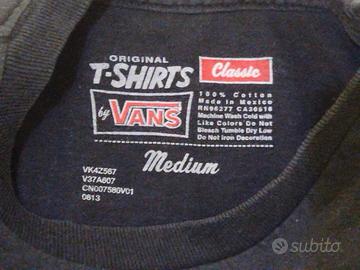 ORIGINAL
T-SHIRTS
Classic
by VANS
100% Cotton
Made in Mexico
RN96277 CA30516
Machine Wash Cold with
Like Colors Do Not
Bleach Tumble Dry Low
Do Not Iron Decoration
Medium
VK4Z567
V37A607
CN007580V01
0813
subito